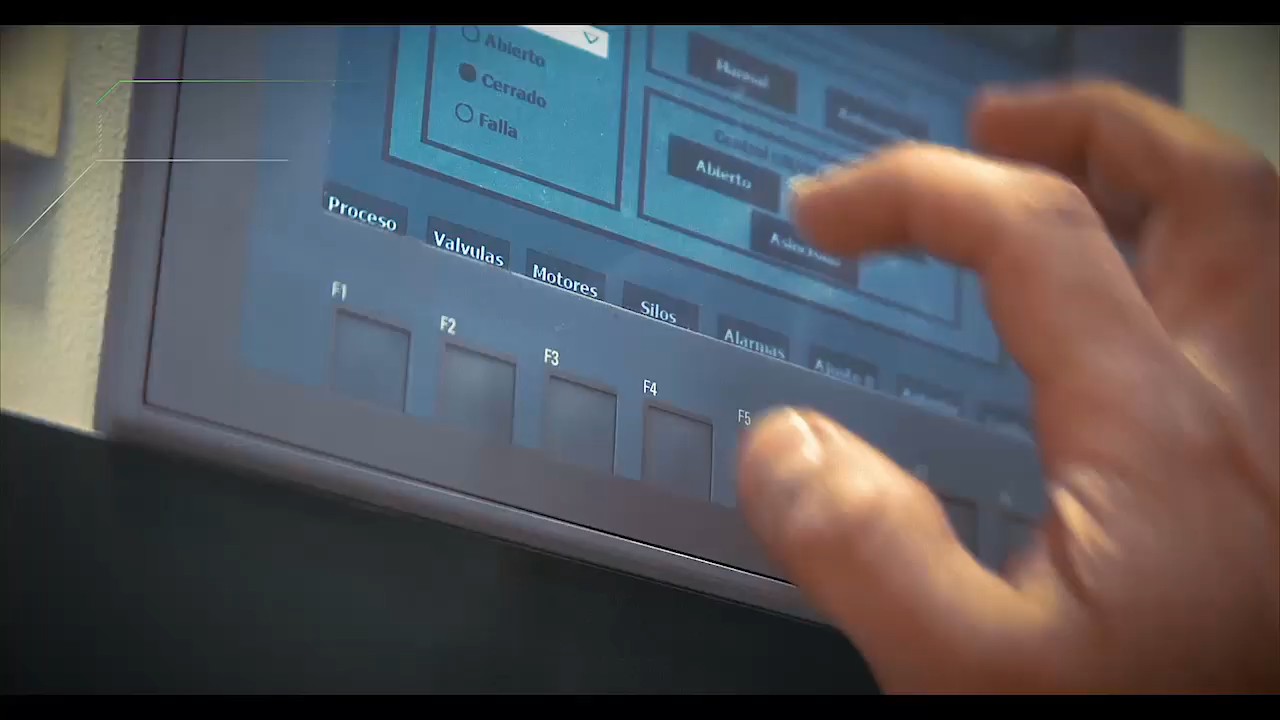 Abierto
Cerrado
Falla
Manual
Abierto
Proceso
Valvulas
Motores
Silos
Alarmas
F1
F2
F3
F4
F5